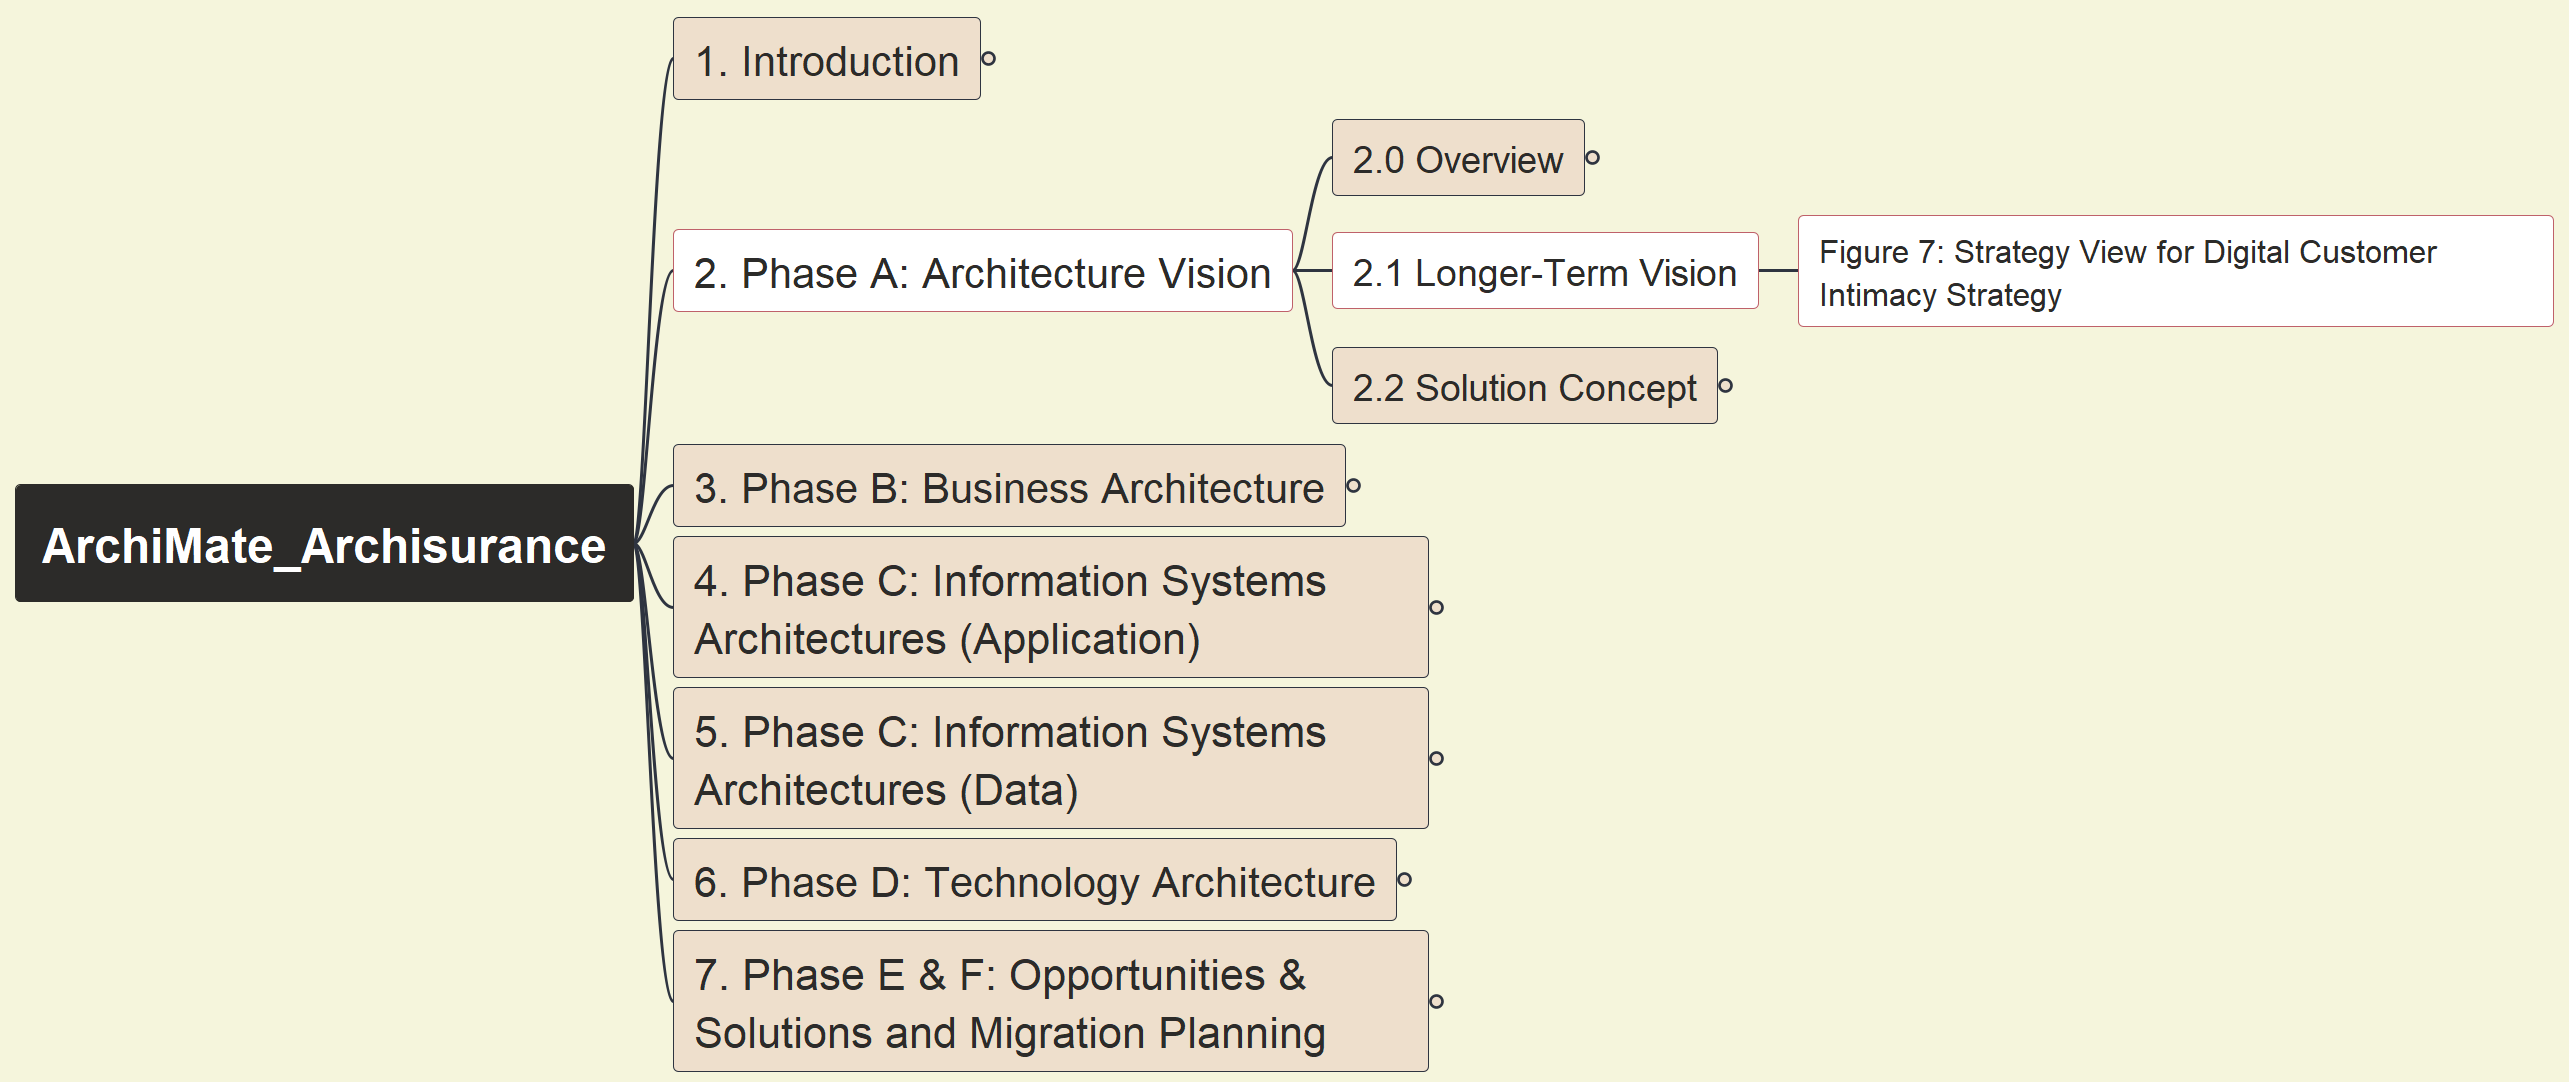 1. Introduction
2.0 Overview
2. Phase A: Architecture Vision
2.1 Longer-Term Vision
Figure 7: Strategy View for Digital Customer
Intimacy Strategy
2.2 Solution Concept
3. Phase B: Business Architecture
ArchiMate_Archisurance
4. Phase C: Information Systems
Architectures (Application)
5. Phase C: Information Systems
Architectures (Data)
6. Phase D: Technology Architecture
7. Phase E & F: Opportunities &
Solutions and Migration Planning